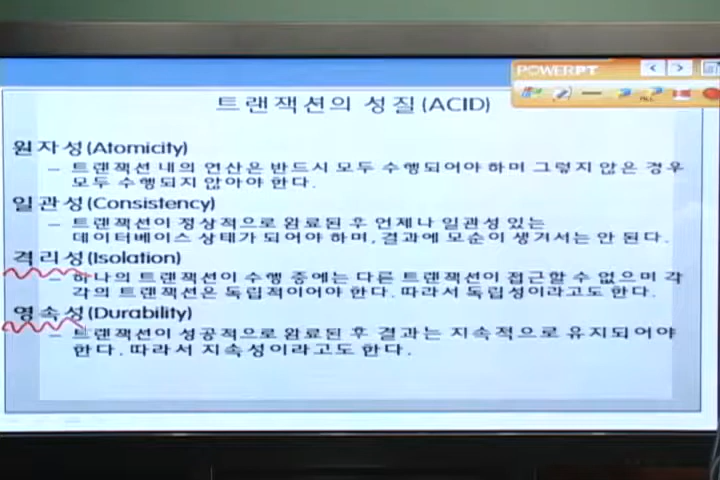 POWERPT
트랜잭션의 성질(ACID)
원자성(Atomicity)
– 트랜잭션 내의 연산은 반드시 모두 수행되어야 하며 그렇지 않은 경우
모두 수행되지 않아야 한다.
일관성(Consistency)
– 트랜잭션이 정상적으로 완료된 후 언제나 일관성 있는
데이터베이스 상태가 되어야 하며, 결과에 모순이 생겨서는 안 된다.
격리성(Isolation)
– 하나의 트랜잭션이 수행 중에는 다른 트랜잭션이 접근할 수 없으며 각
각의 트랜잭션은 독립적이어야 한다. 따라서 독립성이라고도 한다.
영속성(Durability)
– 트랜잭션이 성공적으로 완료된 후 결과는 지속적으로 유지되어야
한다. 따라서 지속성이라고도 한다.